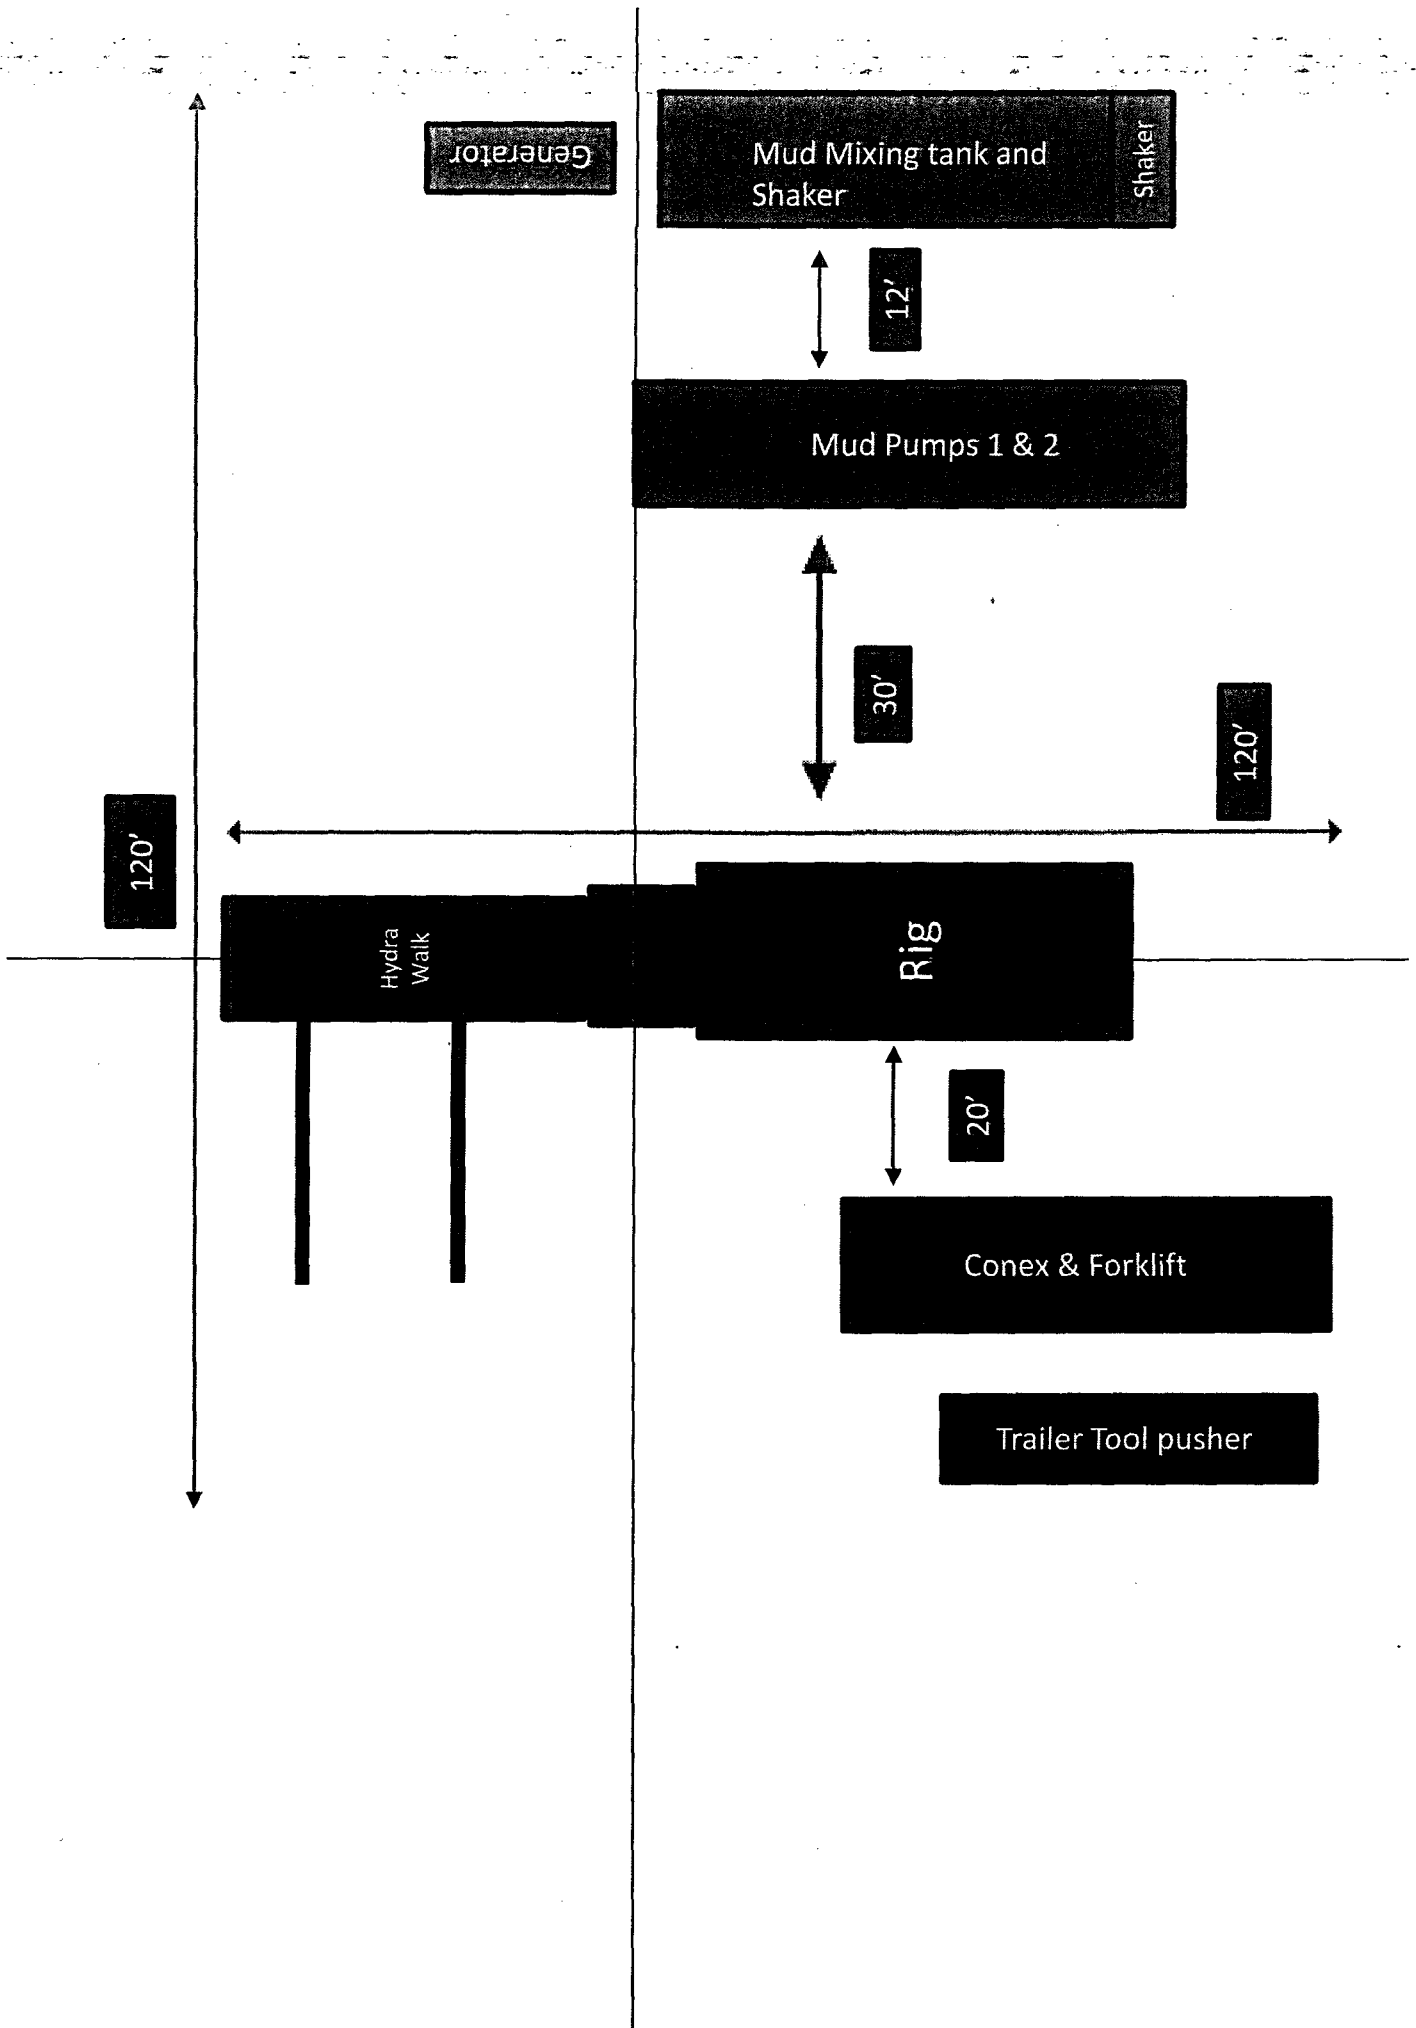 Generator
Mud Mixing tank and
Shaker
Shaker
12'
Mud Pumps 1 & 2
30'
120'
120'
Hydra
Walk
Rig
20'
Conex & Forklift
Trailer Tool pusher